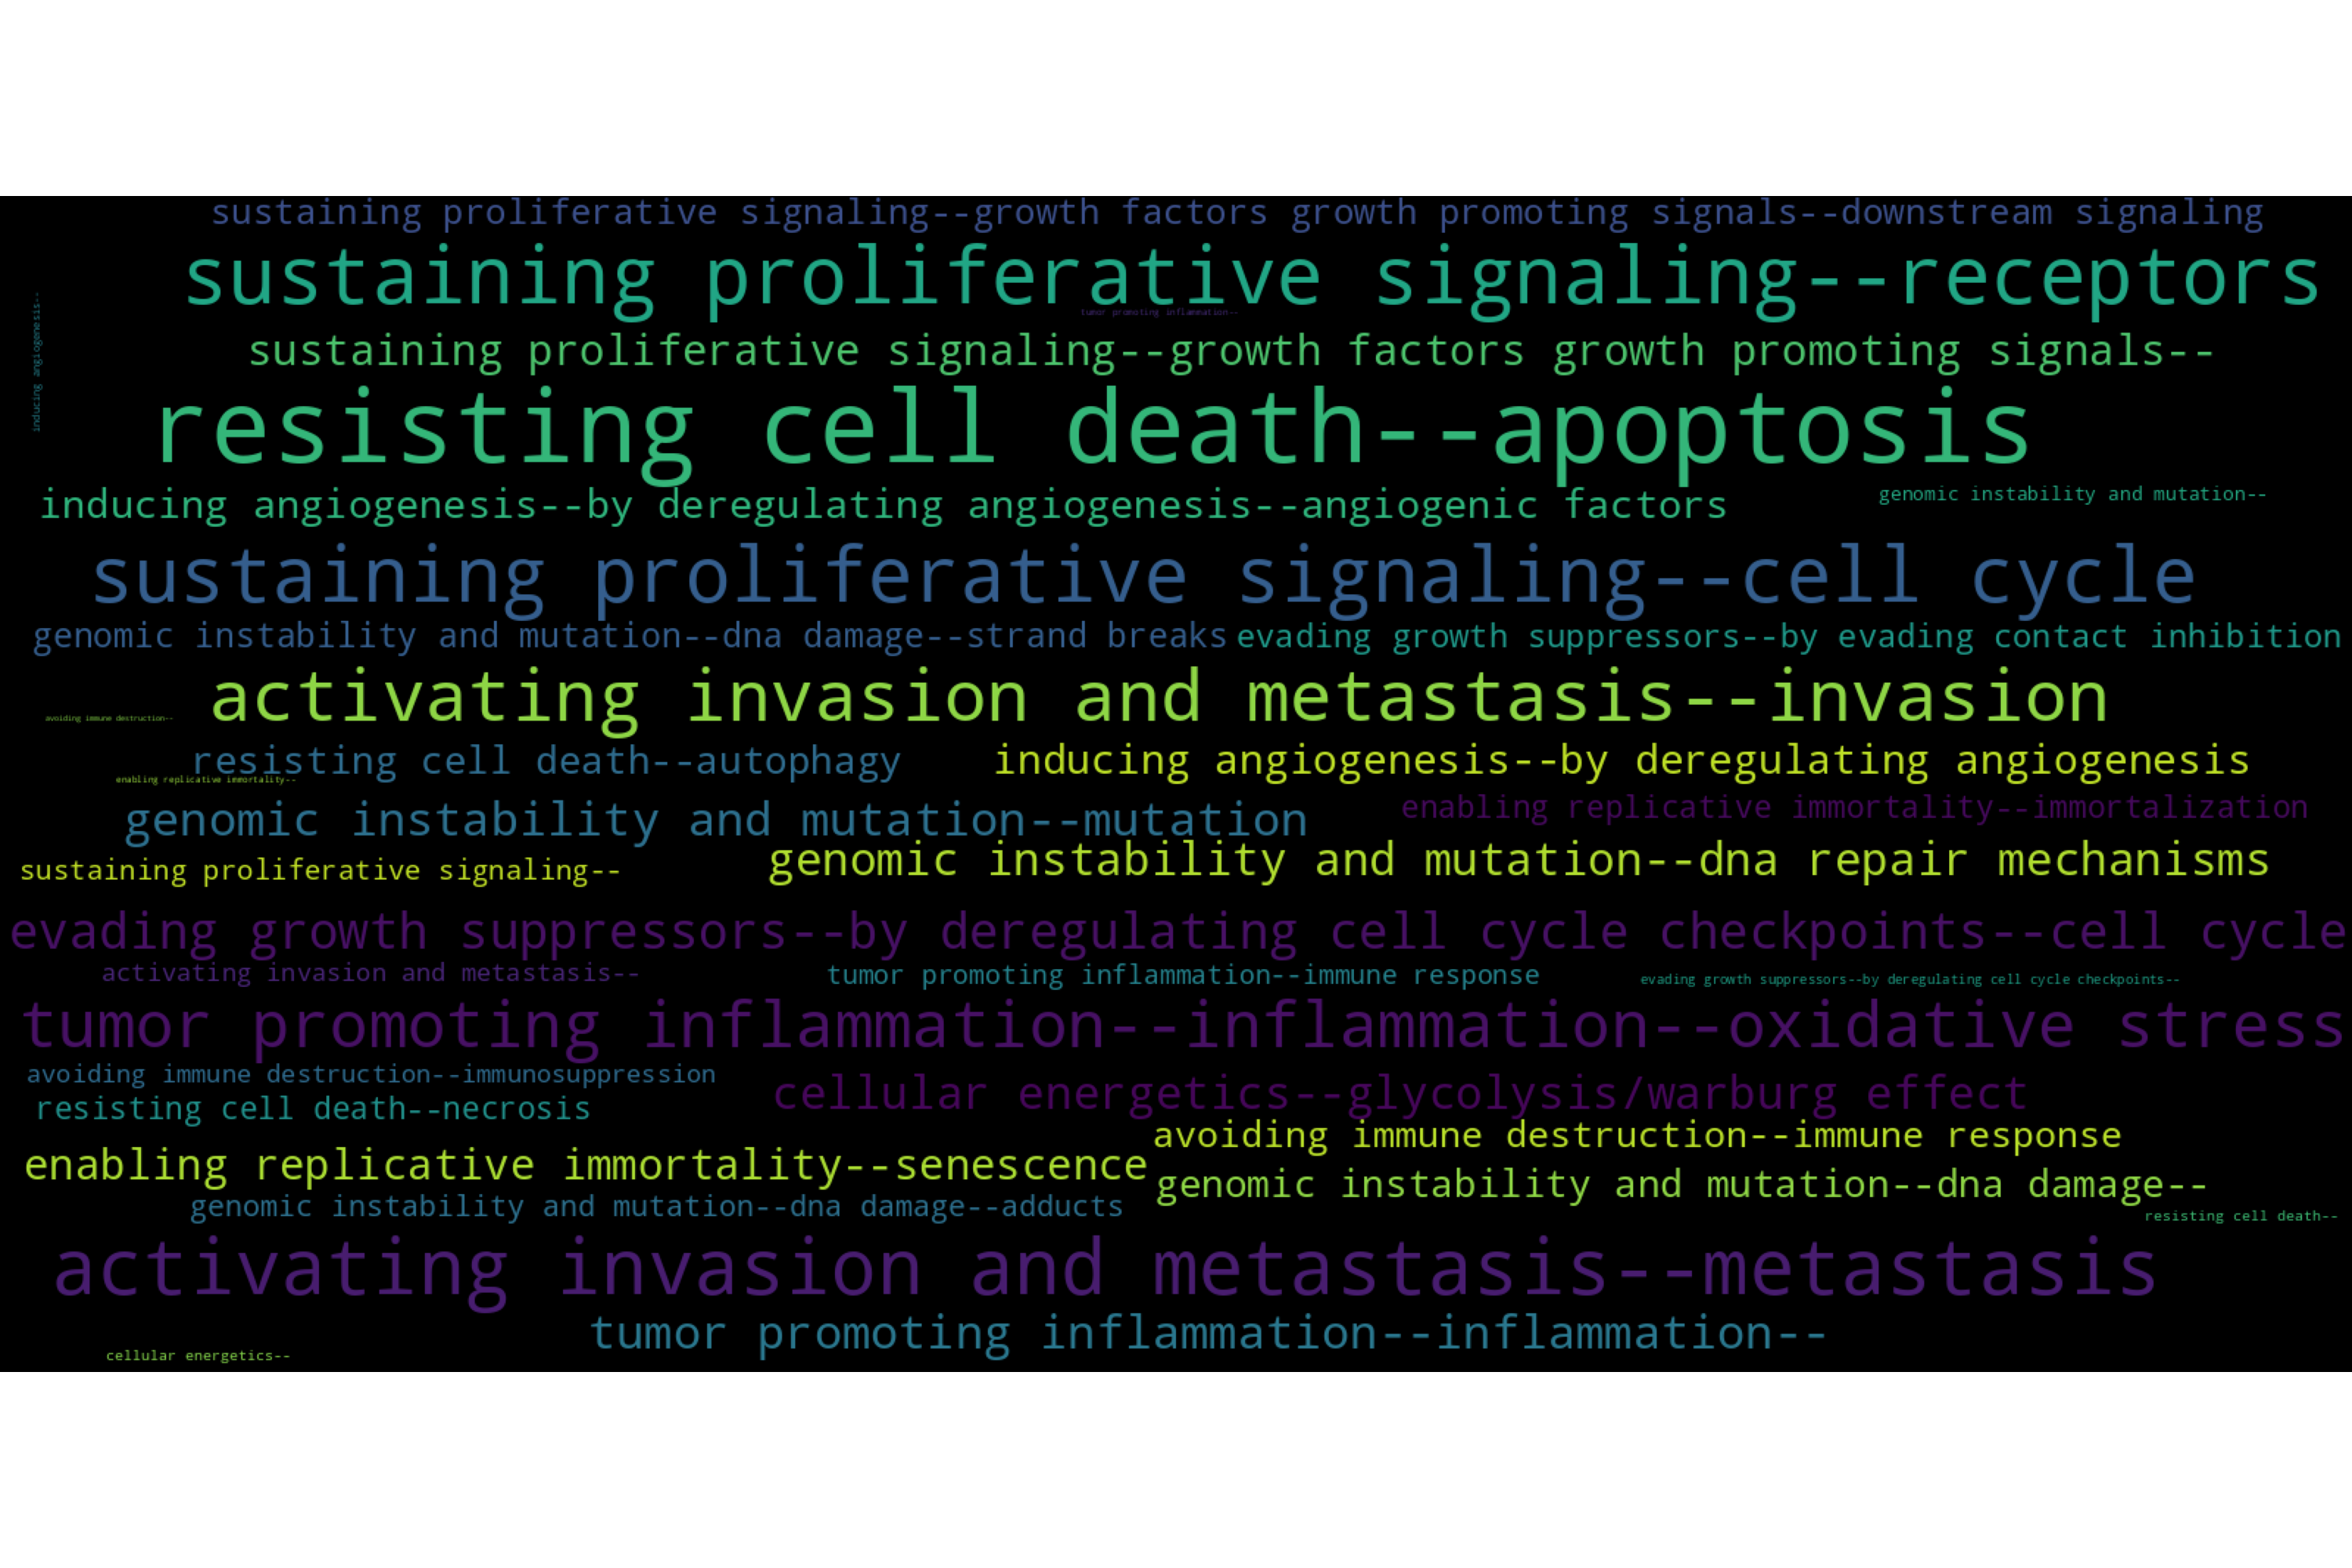 sustaining proliferative signaling--growth factors growth promoting signals--downstream signaling
sustaining proliferative signaling--receptors
inducing angiogenesis--
tumor promoting inflammation--
sustaining proliferative signaling--growth factors growth promoting signals--
resisting cell death--apoptosis
inducing angiogenesis--by deregulating angiogenesis--angiogenic factors
genomic instability and mutation--
sustaining proliferative signaling--cell cycle
genomic instability and mutation--dna damage--strand breaks
evading growth suppressors--by evading contact inhibition
activating invasion and metastasis--invasion
avoiding immune destruction--
resisting cell death--autophagy
inducing angiogenesis--by deregulating angiogenesis
enabling replicative immortality--
genomic instability and mutation--mutation
enabling replicative immortality--immortalization
sustaining proliferative signaling--
genomic instability and mutation--dna repair mechanisms
evading growth suppressors--by deregulating cell cycle checkpoints--cell cycle
activating invasion and metastasis--
tumor promoting inflammation--immune response
evading growth suppressors--by deregulating cell cycle checkpoints--
tumor promoting inflammation--inflammation--oxidative stress
avoiding immune destruction--immunosuppression
cellular energetics--glycolysis/warburg effect
resisting cell death--necrosis
avoiding immune destruction--immune response
enabling replicative immortality--senescence
genomic instability and mutation--dna damage--
genomic instability and mutation--dna damage--adducts
resisting cell death--
activating invasion and metastasis--metastasis
tumor promoting inflammation--inflammation--
cellular energetics--